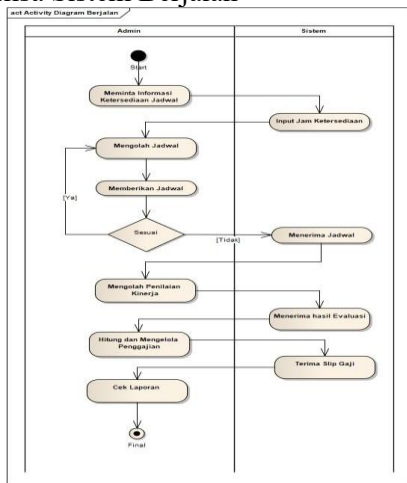 act Activity Diagram Berjalan
Admin
Sistem
Start
Meminta Informasi
Ketersediaan Jadwal
Input Jam Ketersediaan
Mengolah Jadwal
Memberikan Jadwal
[Ya]
Sesuai
[Tidak]
Menerima Jadwal
Mengolah Penilaian
Kinerja
Menerima hasil Evaluasi
Hitung dan Mengelola
Penggajian
Terima Slip Gaji
Cek Laporan
Final